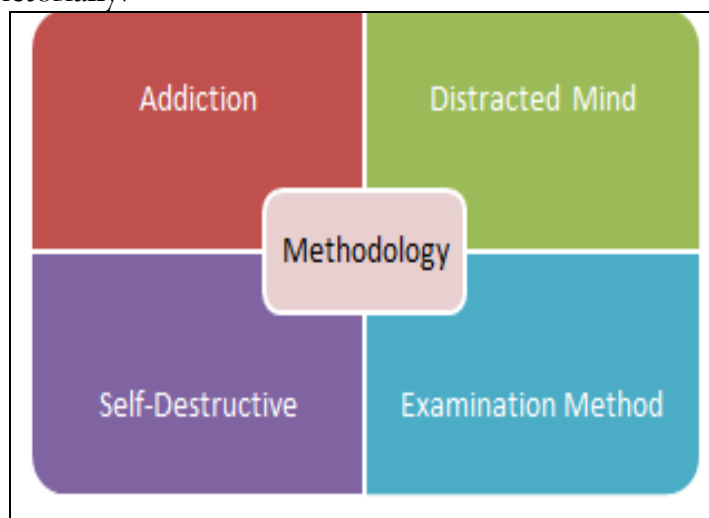 Addiction
Distracted Mind
Methodology
Self-Destructive
Examination Method